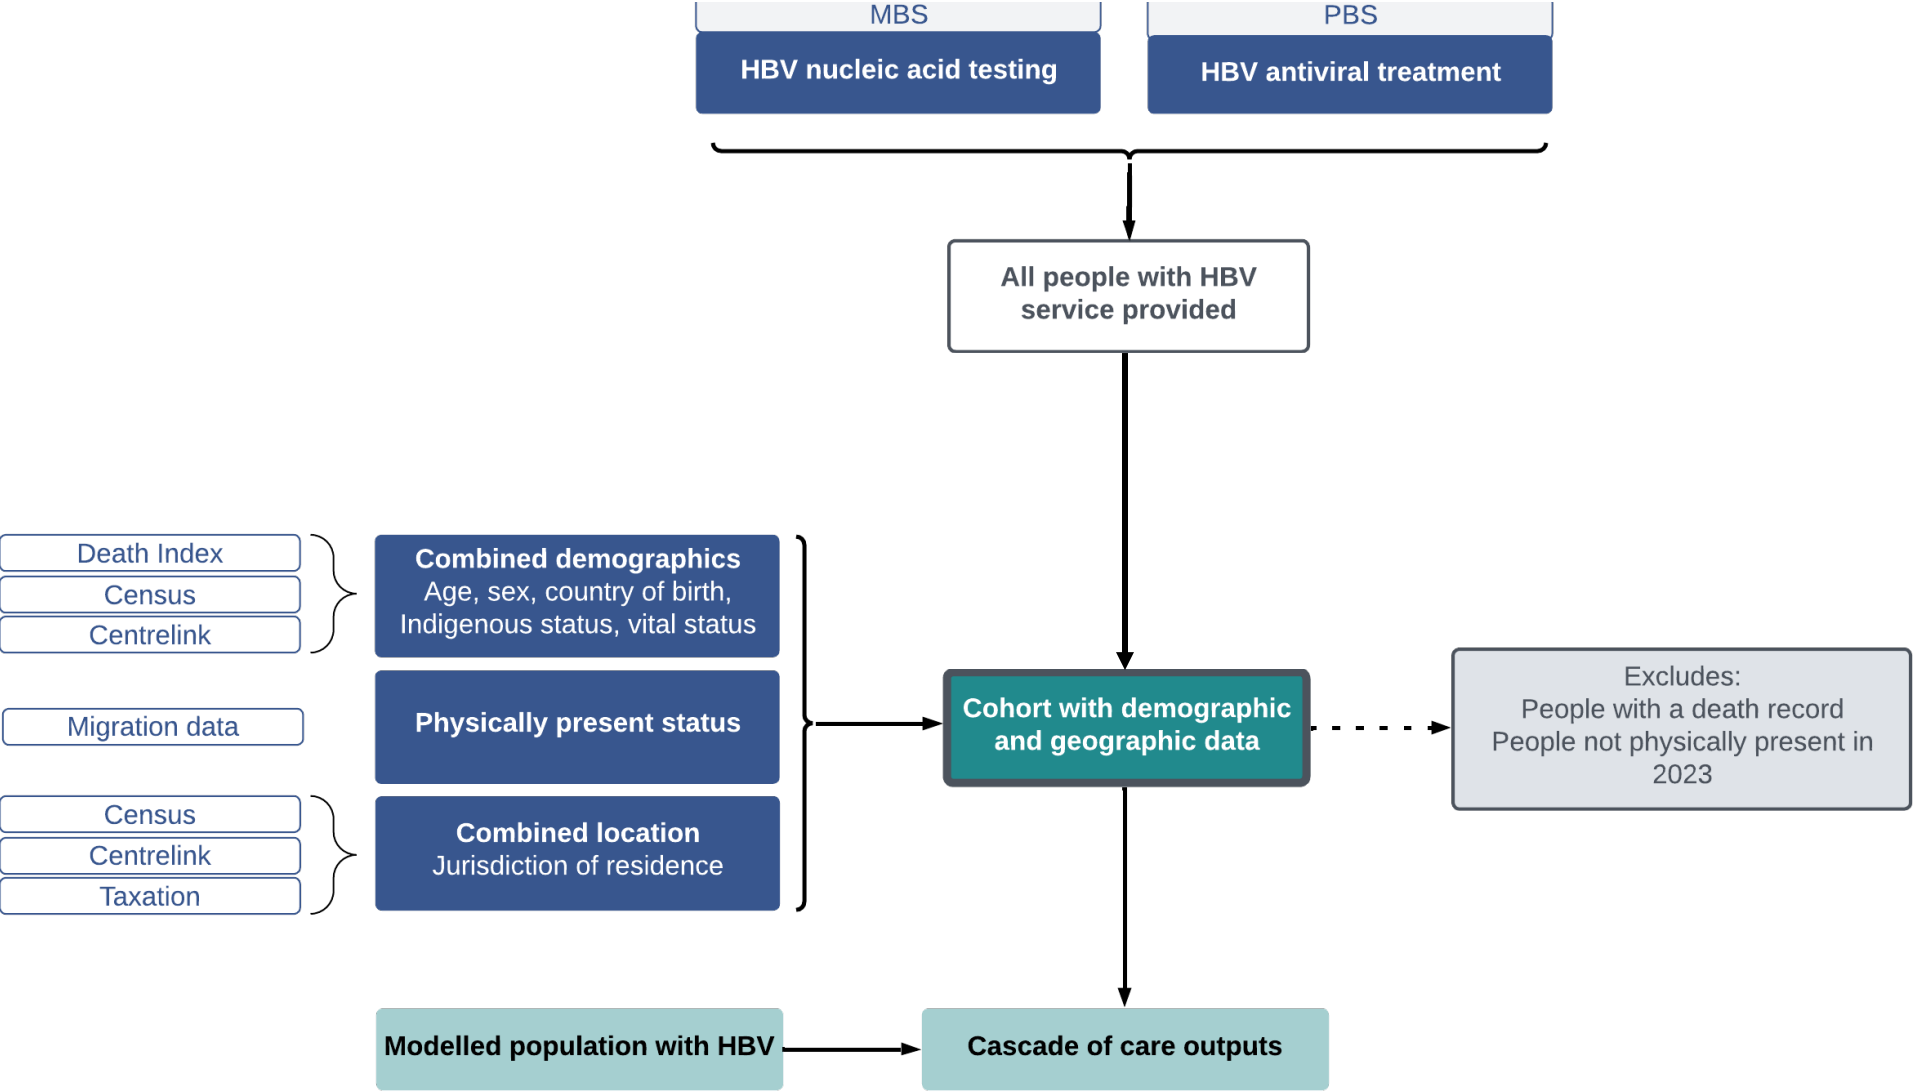 MBS
PBS
HBV nucleic acid testing
HBV antiviral treatment
All people with HBV
service provided
Death Index
Census
Centrelink
Combined demographics
Age, sex, country of birth,
Indigenous status, vital status
Migration data
Physically present status
Census
Centrelink
Taxation
Combined location
Jurisdiction of residence
Cohort with demographic
and geographic data
Excludes:
People with a death record
People not physically present in
2023
Modelled population with HBV
Cascade of care outputs